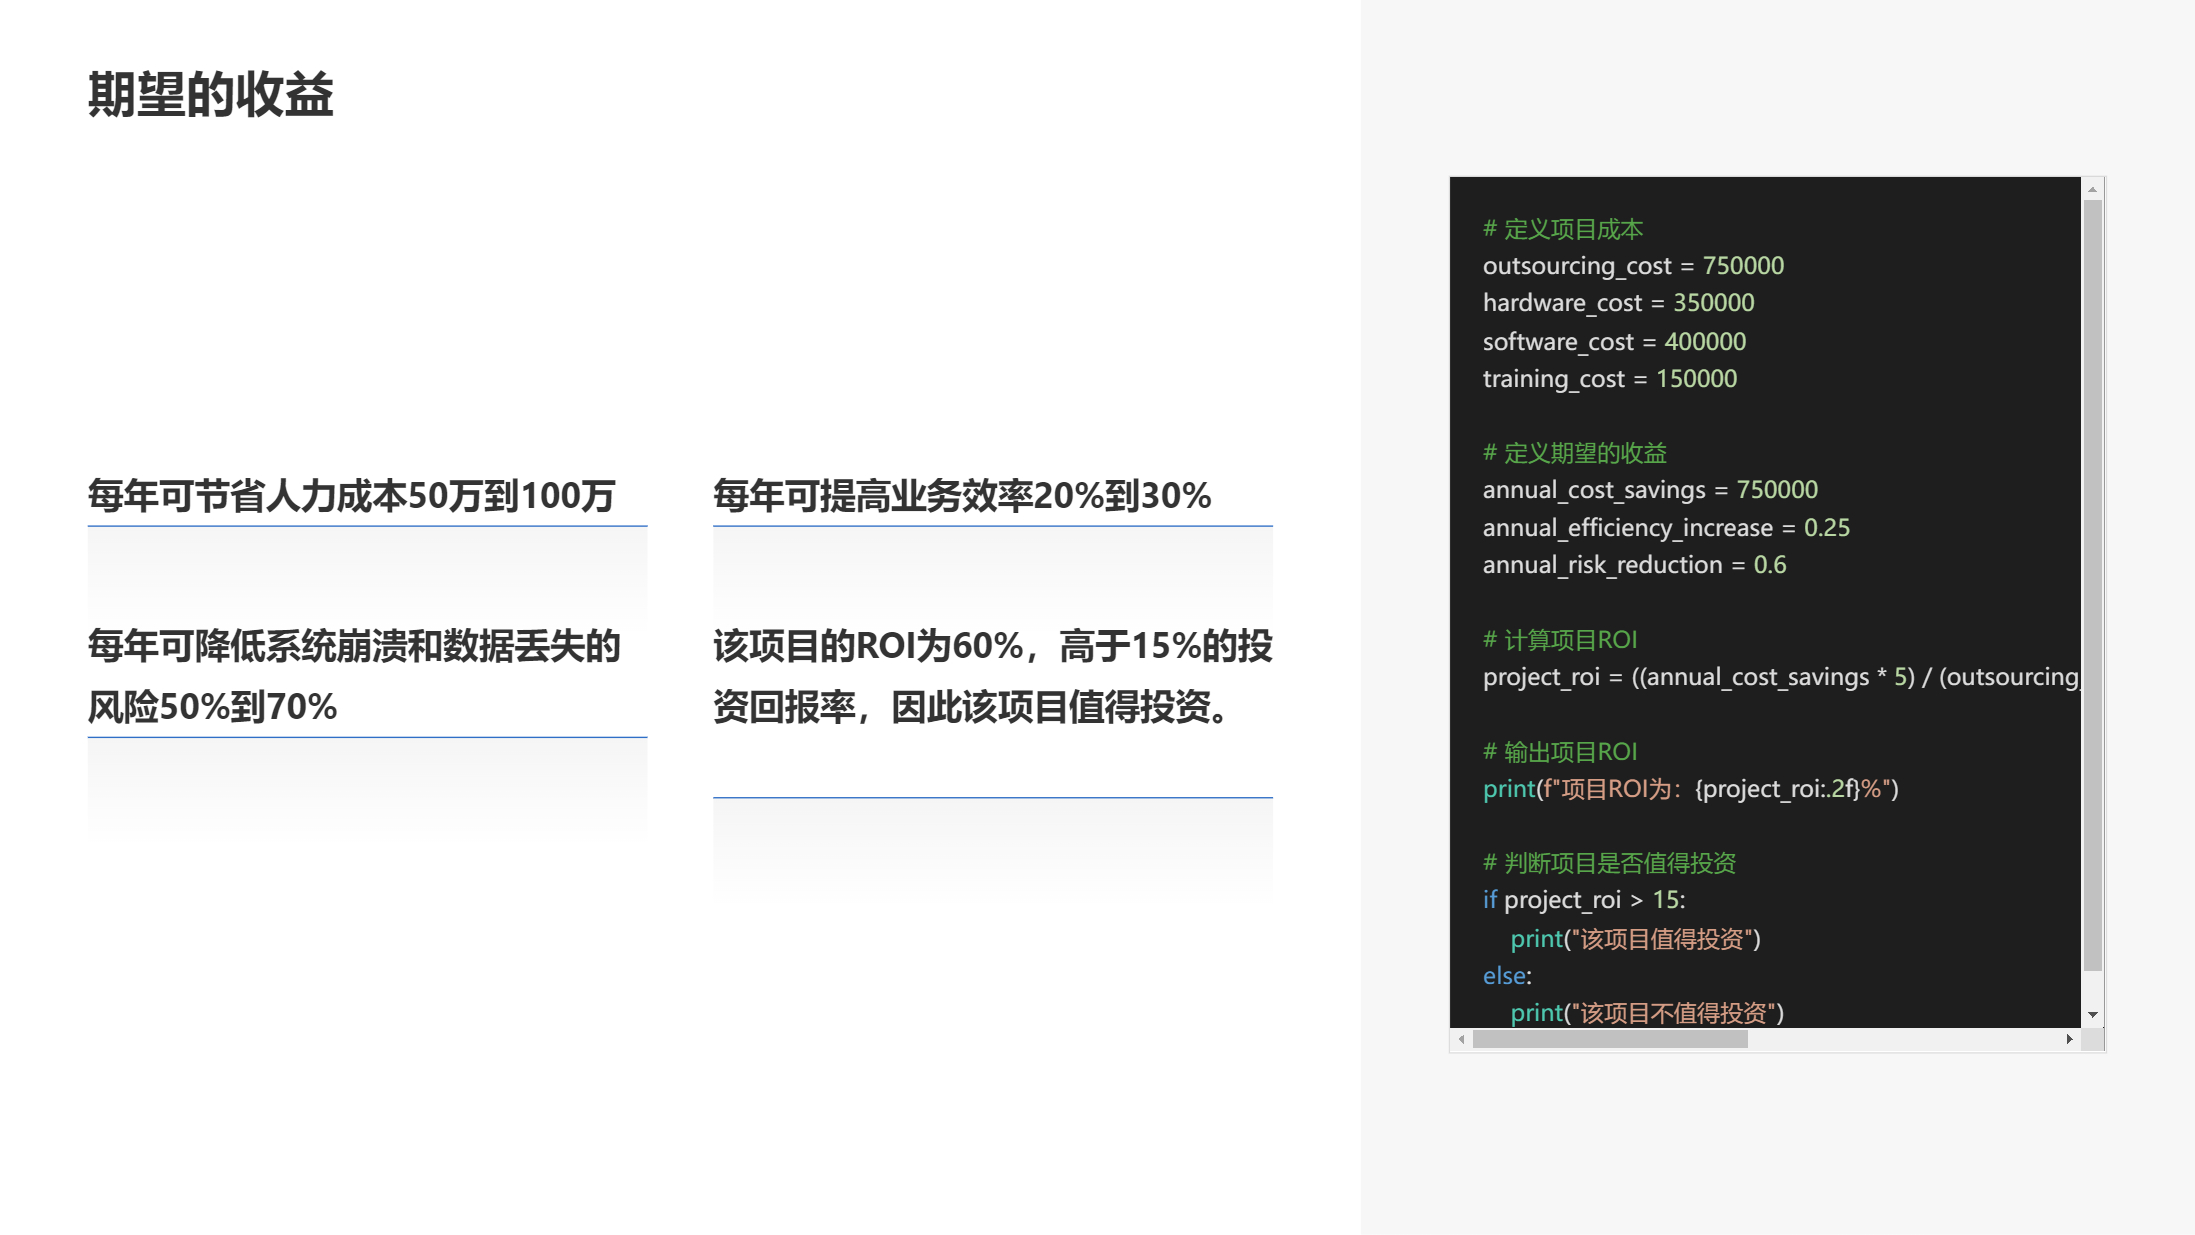 期望的收益
每年可节省人力成本50万到100万
每年可提高业务效率20%到30%
每年可降低系统崩溃和数据丢失的
风险50%到70%
该项目的ROI为60%，高于15%的投
资回报率，因此该项目值得投资。
# 定义项目成本
outsourcing_cost = 750000
hardware_cost = 350000
software_cost = 400000
training_cost = 150000
# 定义期望的收益
annual_cost_savings = 750000
annual_efficiency_increase = 0.25
annual_risk_reduction = 0.6
# 计算项目ROI
project_roi = ((annual_cost_savings * 5) / (outsourcing_
# 输出项目ROI
print(f"项目ROI为：{project_roi:.2f}%")
# 判断项目是否值得投资
if project_roi > 15:
print("该项目值得投资")
else:
print("该项目不值得投资")